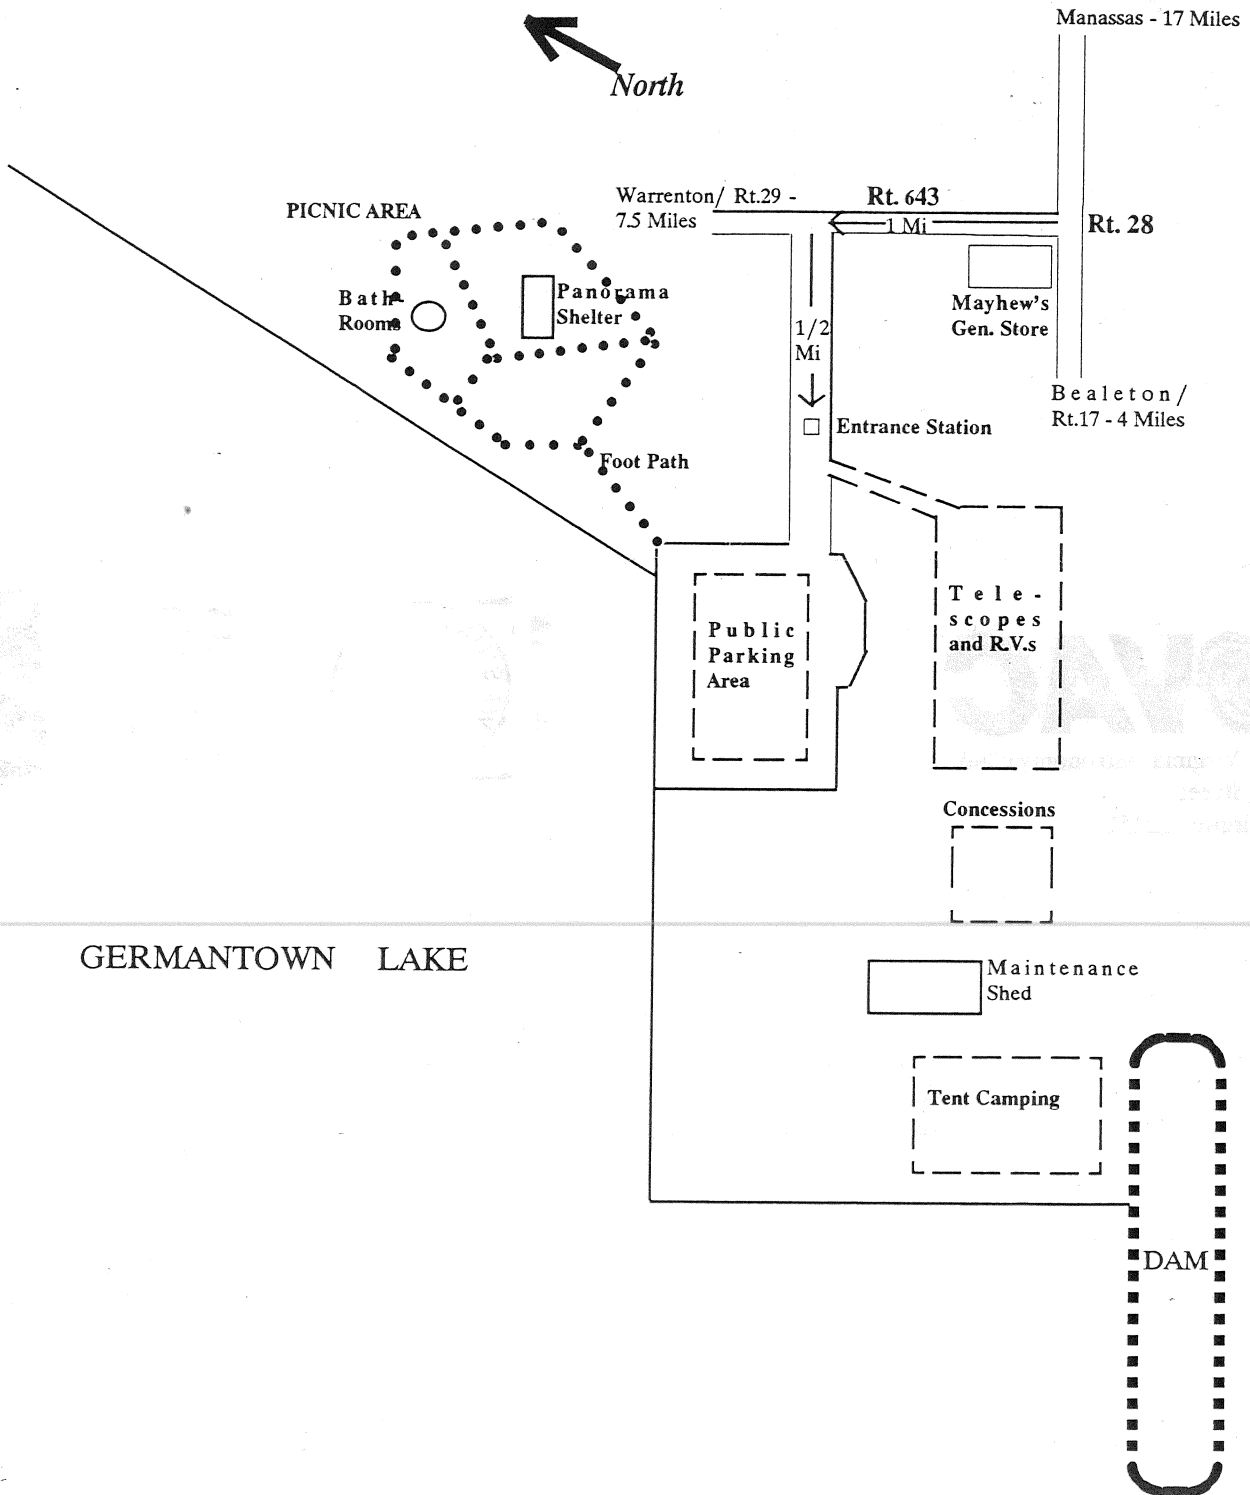 Manassas - 17 Miles
North
Warrenton/ Rt.29 -
7.5 Miles
Rt. 643
1 Mi
Rt. 28
PICNIC AREA
Bath-
Rooms
Panorama
Shelter
Mayhew's
Gen. Store
1/2
Mi
Bealeton/
Rt.17 - 4 Miles
Entrance Station
Foot Path
Tele-
scopes
and R.V.s
Public
Parking
Area
Concessions
GERMANTOWN LAKE
Maintenance
Shed
Tent Camping
DAM